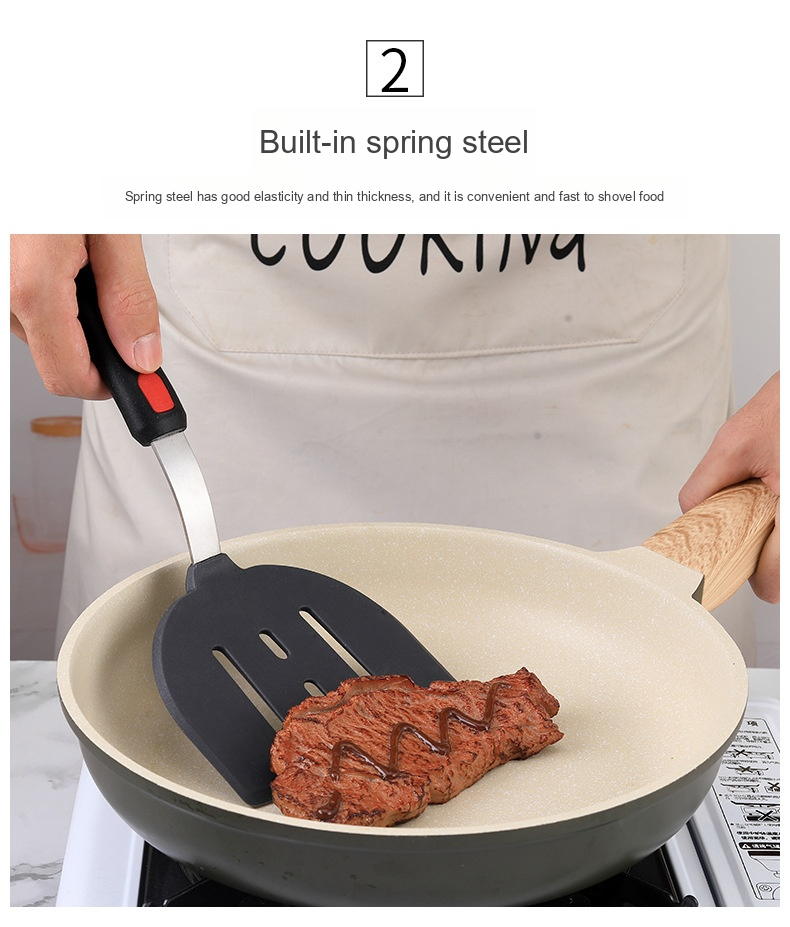 2
Built-in spring steel
Spring steel has good elasticity and thin thickness, and it is convenient and fast to shovel food
COOKING